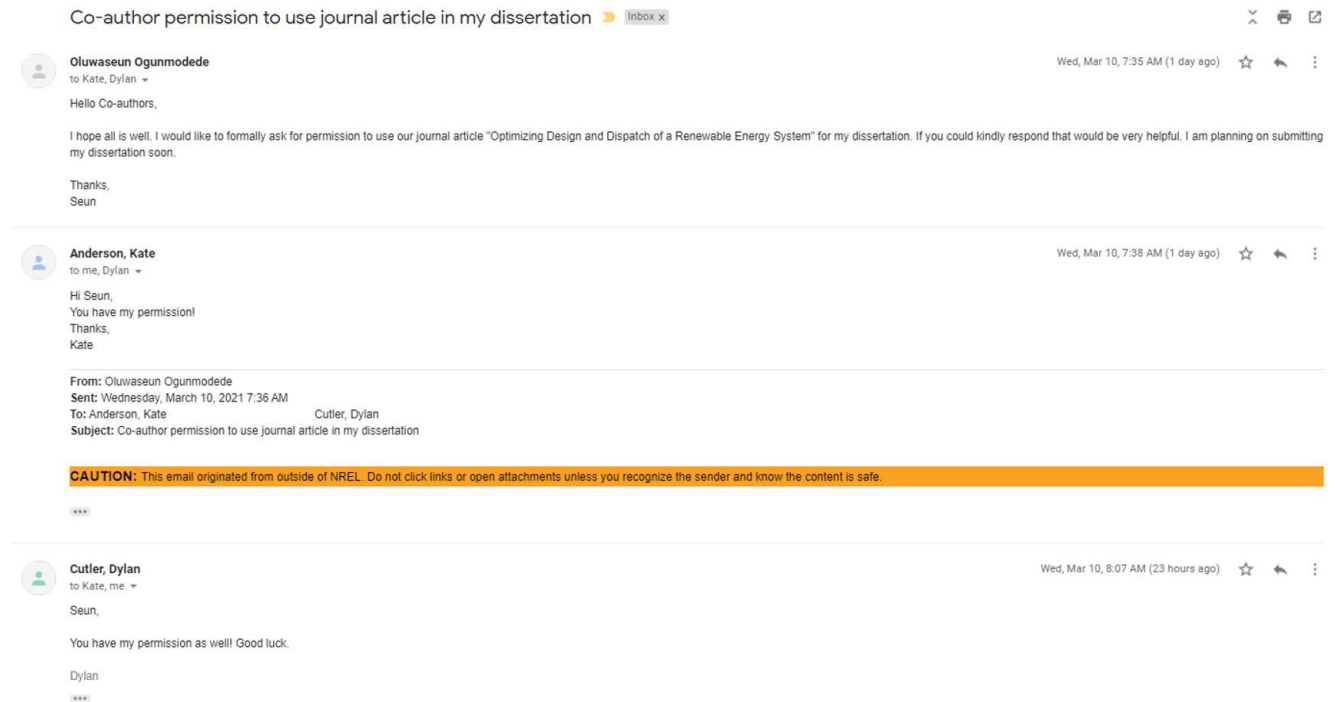 Co-author permission to use journal article in my dissertation Inbox x
Oluwaseun Ogunmodede Wed, Mar 10, 7:35 AM (1 day ago)
to Kate, Dylan
Hello Co-authors,
I hope all is well. I would like to formally ask for permission to use our journal article "Optimizing Design and Dispatch of a Renewable Energy System" for my dissertation. If you could kindly respond that would be very helpful. I am planning on submitting
my dissertation soon.
Thanks,
Seun
Anderson, Kate Wed, Mar 10, 7:38 AM (1 day ago)
to me, Dylan
Hi Seun,
You have my permission!
Thanks,
Kate
From: Oluwaseun Ogunmodede
Sent: Wednesday, March 10, 2021 7:36 AM
To: Anderson, Kate Cutler, Dylan
Subject: Co-author permission to use journal article in my dissertation
CAUTION: This email originated from outside of NREL. Do not click links or open attachments unless you recognize the sender and know the content is safe.
Cutler, Dylan Wed, Mar 10, 8:07 AM (23 hours ago)
to Kate, me
Seun,
You have my permission as well! Good luck.
Dylan